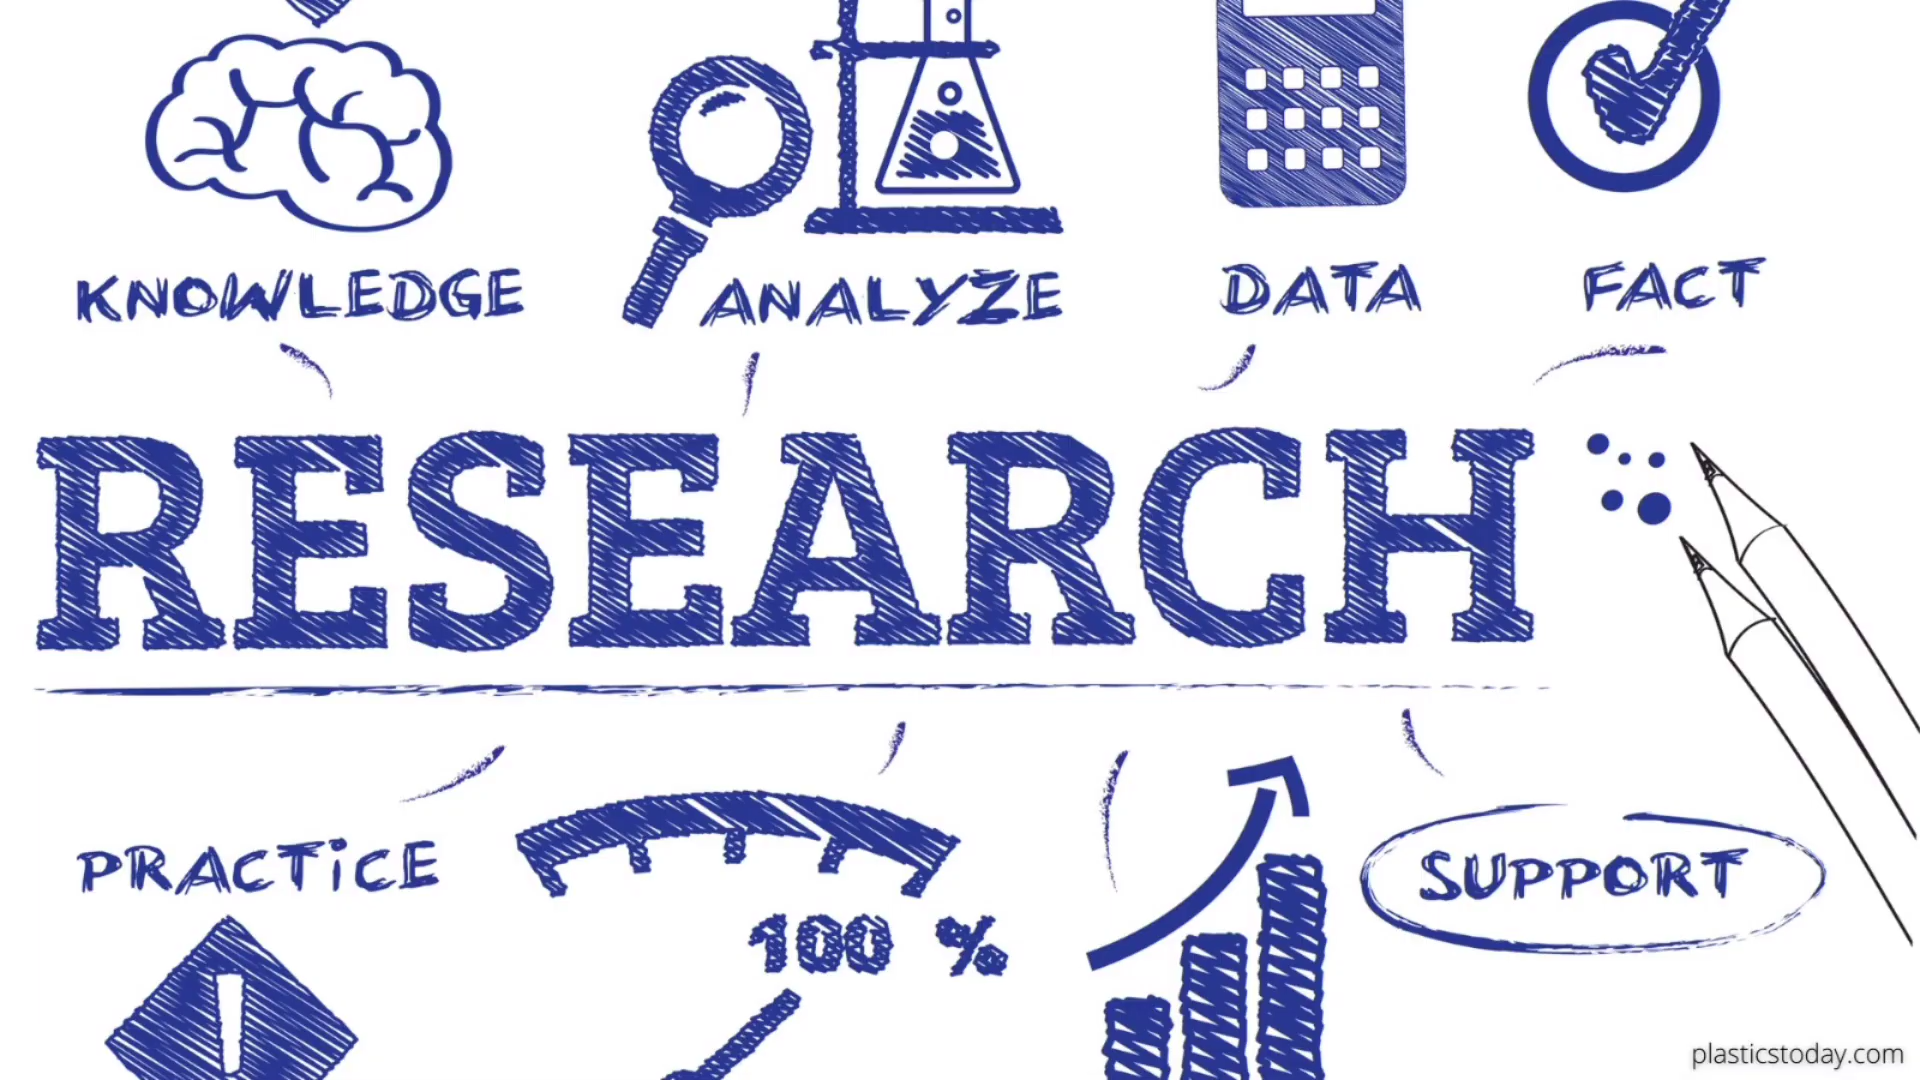 KNOWLEDGE
ANALYZE
DATA
FACT
RESEARCH
PRACTiCE
100 %
SUPPORT
plasticstoday.com